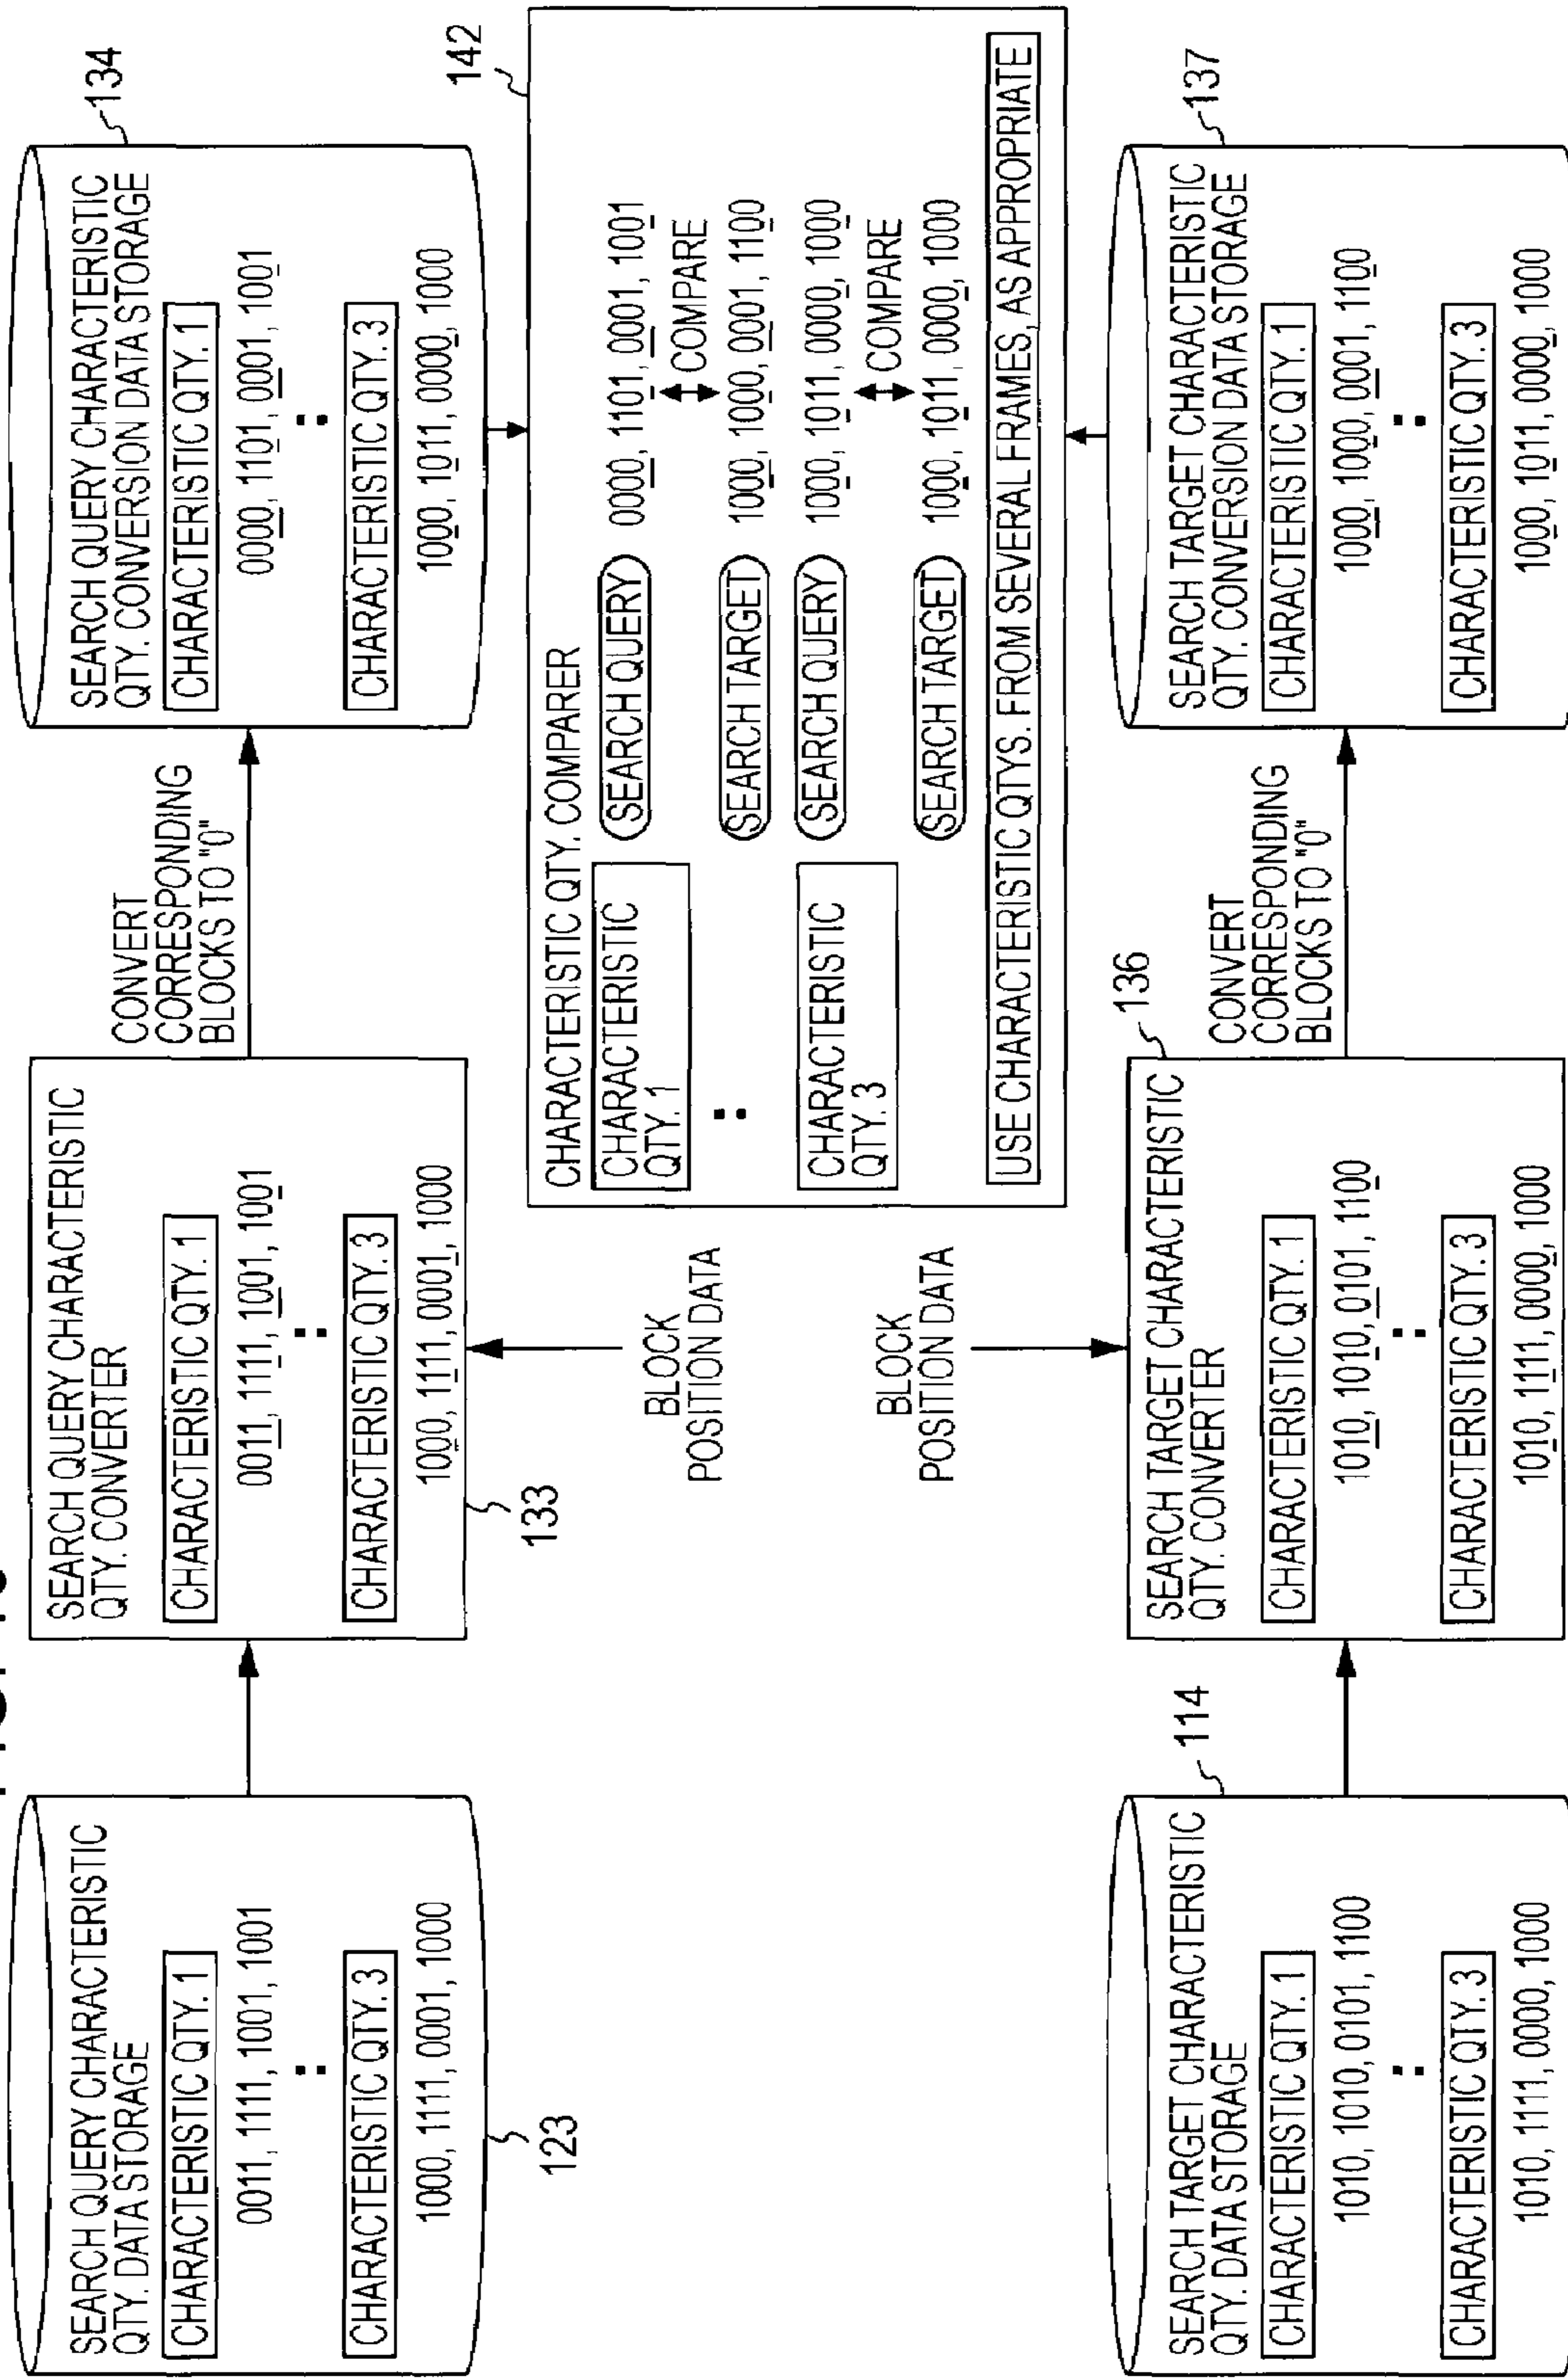 SEARCH QUERY CHARACTERISTIC
QTY. DATA STORAGE
CHARACTERISTIC QTY. 1
0011, 1111, 1001, 1001
:
CHARACTERISTIC QTY. 3
1000, 1111, 0001, 1000
123
SEARCH QUERY CHARACTERISTIC
QTY. CONVERTER
CHARACTERISTIC QTY. 1
0011, 1111, 1001, 1001
:
CHARACTERISTIC QTY. 3
1000, 1111, 0001, 1000
133
CONVERT
CORRESPONDING
BLOCKS TO "0"
SEARCH QUERY CHARACTERISTIC
QTY. CONVERSION DATA STORAGE
CHARACTERISTIC QTY. 1
0000, 1101, 0001, 1001
:
CHARACTERISTIC QTY. 3
1000, 1011, 0000, 1000
134
BLOCK
POSITION DATA
BLOCK
POSITION DATA
142
CHARACTERISTIC QTY. COMPARER
CHARACTERISTIC
QTY. 1
SEARCH QUERY
0000, 1101, 0001, 1001
COMPARE
:
SEARCH TARGET
1000, 1000, 0001, 1100
CHARACTERISTIC
QTY. 3
SEARCH QUERY
1000, 1011, 0000, 1000
COMPARE
SEARCH TARGET
1000, 1011, 0000, 1000
USE CHARACTERISTIC QTYS. FROM SEVERAL FRAMES, AS APPROPRIATE
114
SEARCH TARGET CHARACTERISTIC
QTY. DATA STORAGE
CHARACTERISTIC QTY. 1
1010, 1010, 0101, 1100
:
CHARACTERISTIC QTY. 3
1010, 1111, 0000, 1000
136
SEARCH TARGET CHARACTERISTIC
QTY. CONVERTER
CHARACTERISTIC QTY. 1
1010, 1010, 0101, 1100
:
CHARACTERISTIC QTY. 3
1010, 1111, 0000, 1000
CONVERT
CORRESPONDING
BLOCKS TO "0"
137
SEARCH TARGET CHARACTERISTIC
QTY. CONVERSION DATA STORAGE
CHARACTERISTIC QTY. 1
1000, 1000, 0001, 1100
:
CHARACTERISTIC QTY. 3
1000, 1011, 0000, 1000